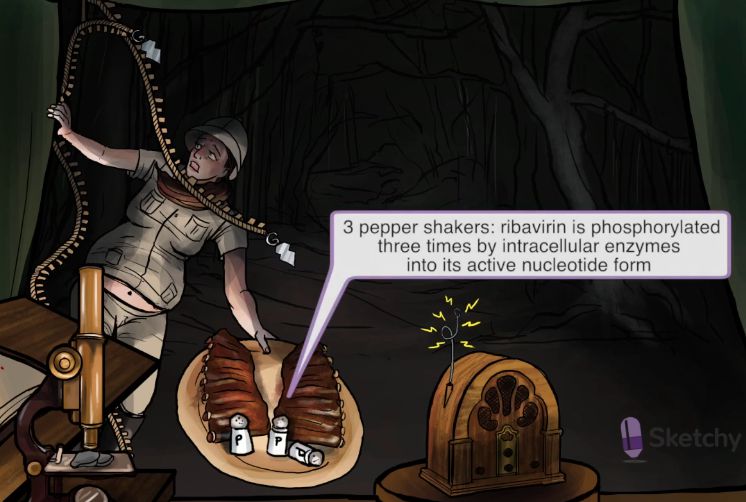 3 pepper shakers: ribavirin is phosphorylated
three times by intracellular enzymes
into its active nucleotide form
Sketchy
P
P
P